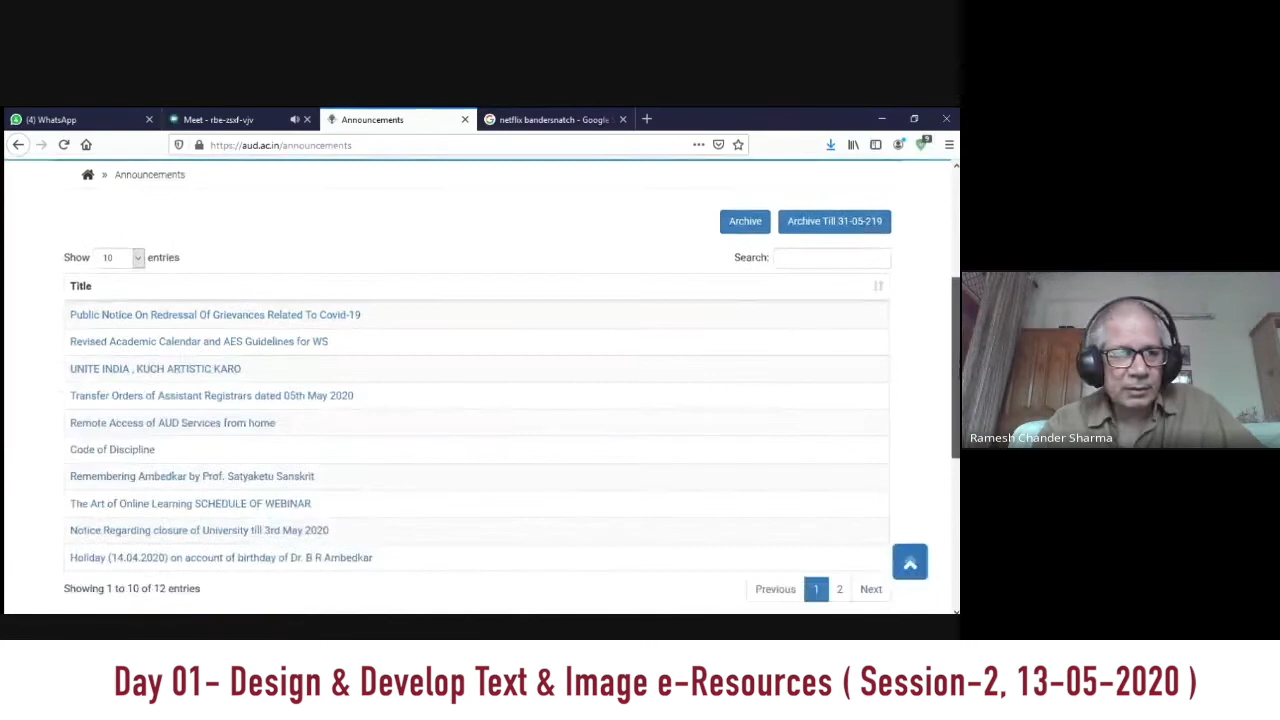 (4) WhatsApp
Meet - rbe-zsxf-vjv
Announcements
netflix bandersnatch - Google
https://aud.ac.in/announcements
» Announcements
Archive
Archive Till 31-05-219
Show 10 entries
Search:
Title
Public Notice On Redressal Of Grievances Related To Covid-19
Revised Academic Calendar and AES Guidelines for WS
UNITE INDIA , KUCH ARTISTIC KARO
Transfer Orders of Assistant Registrars dated 05th May 2020
Remote Access of AUD Services from home
Code of Discipline
Remembering Ambedkar by Prof. Satyaketu Sanskrit
The Art of Online Learning SCHEDULE OF WEBINAR
Notice Regarding closure of University till 3rd May 2020
Holiday (14.04.2020) on account of birthday of Dr. B R Ambedkar
Showing 1 to 10 of 12 entries
Previous 1 2 Next
Ramesh Chander Sharma
Day 01- Design & Develop Text & Image e-Resources ( Session-2, 13-05-2020 )